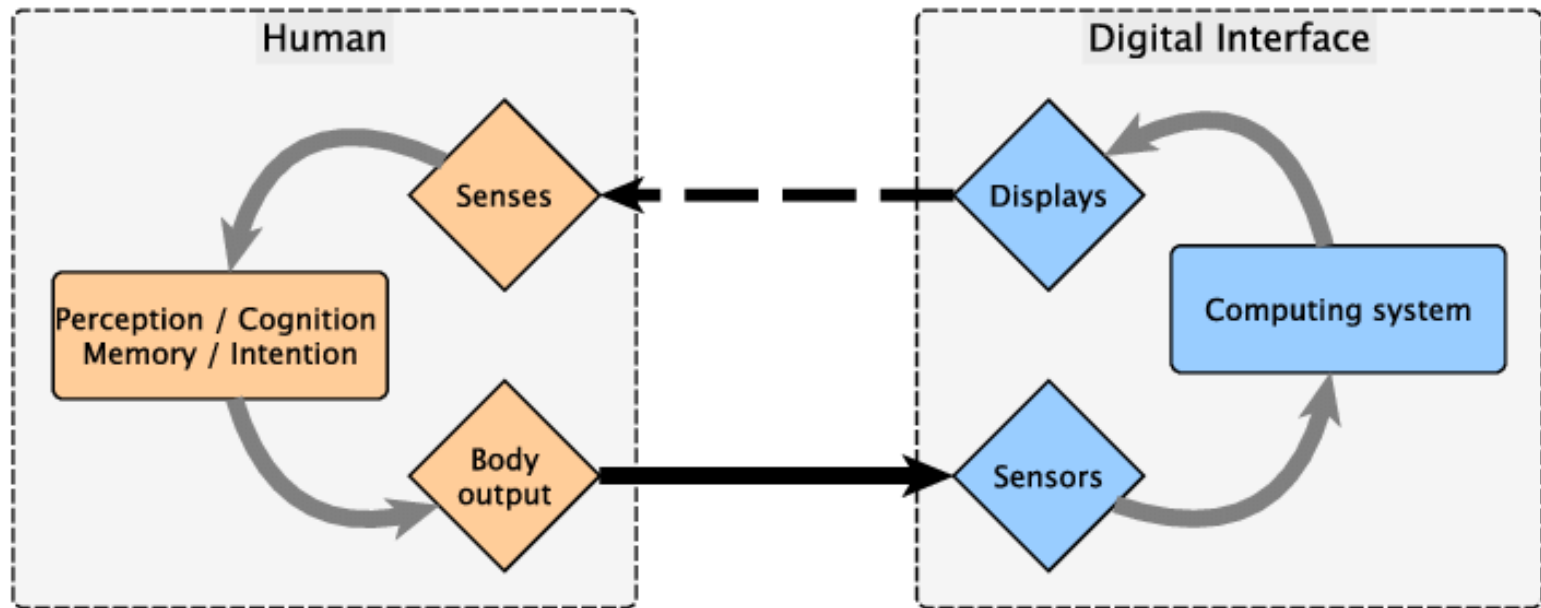 Human
Digital Interface
Senses
Displays
Perception / Cognition
Memory / Intention
Computing system
Body
output
Sensors